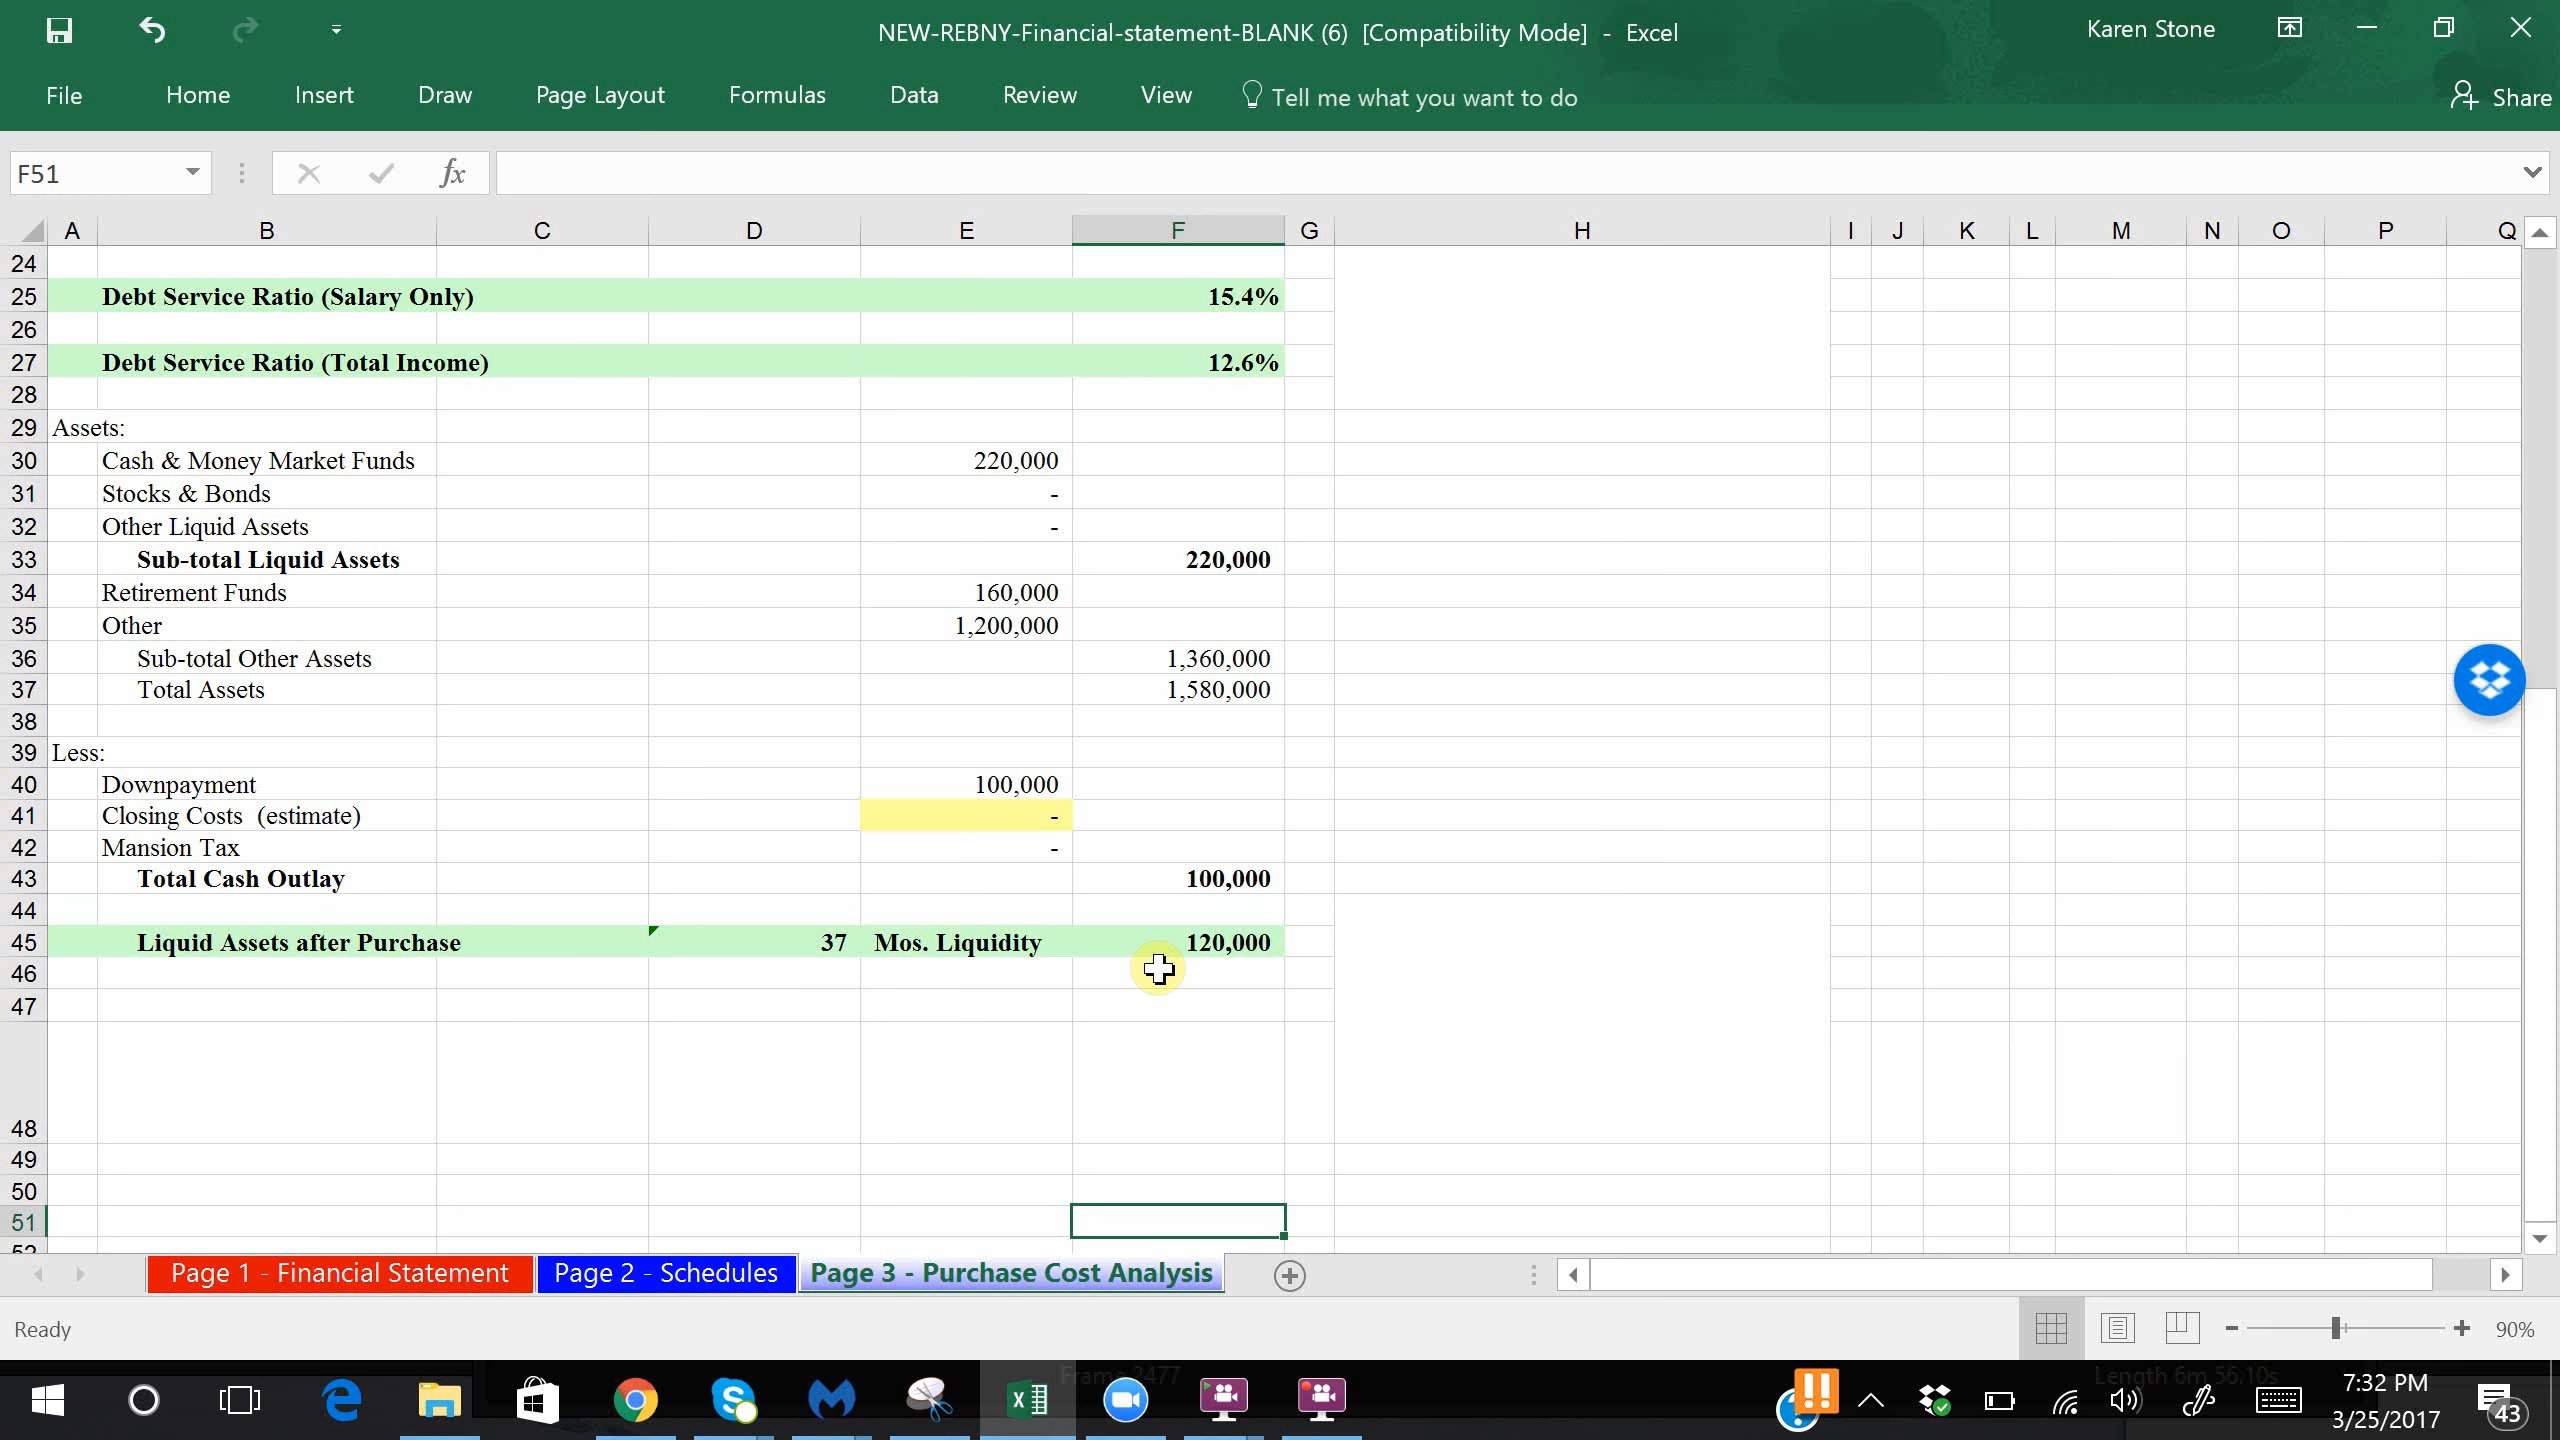 NEW-REBNY-Financial-statement-BLANK (6) [Compatibility Mode] - Excel
Karen Stone
File Home Insert Draw Page Layout Formulas Data Review View Tell me what you want to do Share
F51 fx
A B C D E F G H I J K L M N O P Q
24
25 Debt Service Ratio (Salary Only) 15.4%
26
27 Debt Service Ratio (Total Income) 12.6%
28
29 Assets:
30 Cash & Money Market Funds 220,000
31 Stocks & Bonds -
32 Other Liquid Assets -
33 Sub-total Liquid Assets 220,000
34 Retirement Funds 160,000
35 Other 1,200,000
36 Sub-total Other Assets 1,360,000
37 Total Assets 1,580,000
38
39 Less:
40 Downpayment 100,000
41 Closing Costs (estimate) -
42 Mansion Tax -
43 Total Cash Outlay 100,000
44
45 Liquid Assets after Purchase 37 Mos. Liquidity 120,000
46
47
48
49
50
51
52
Page 1 - Financial Statement Page 2 - Schedules Page 3 - Purchase Cost Analysis
Ready 90%
Frame 2477 Length 6m 56.10s
7:32 PM
3/25/2017
43